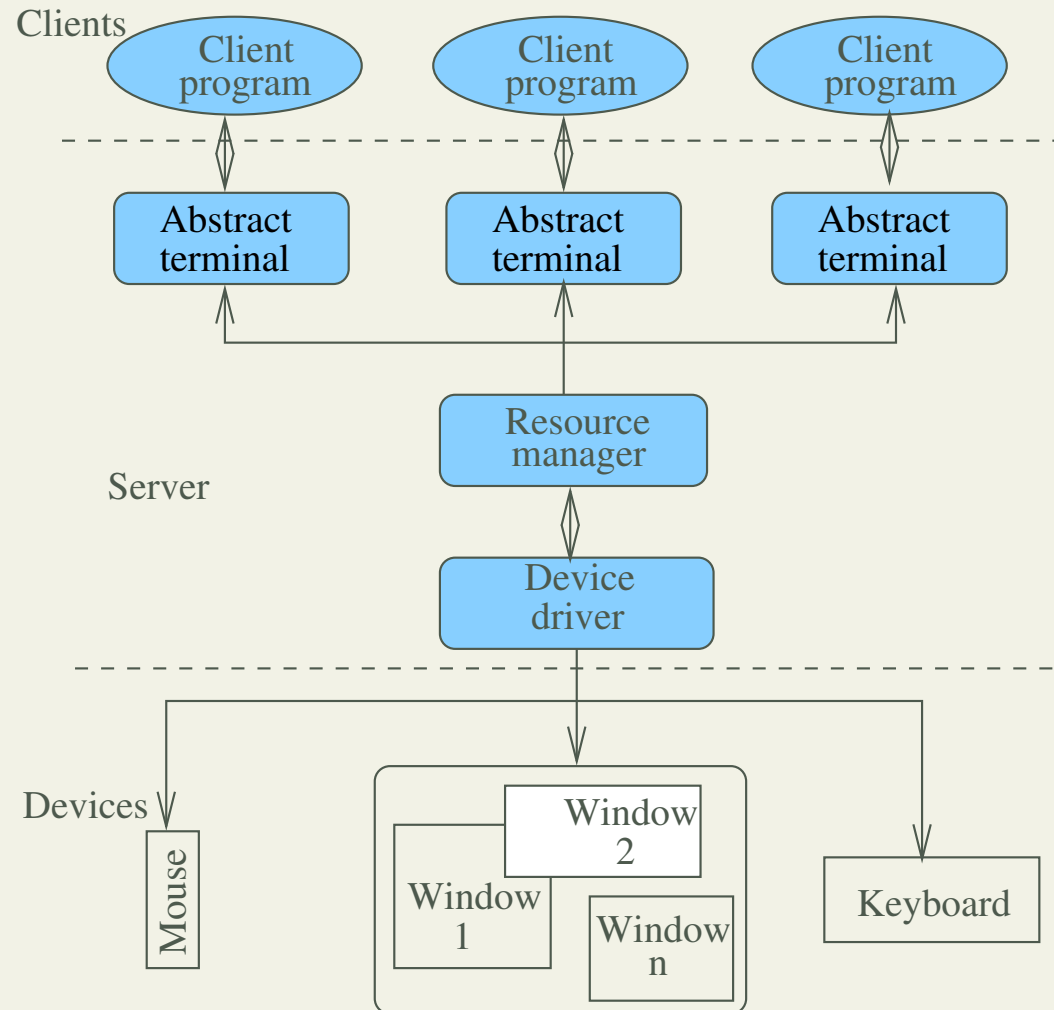 Clients
Client
program
Client
program
Client
program
Abstract
terminal
Abstract
terminal
Abstract
terminal
Resource
manager
Server
Device
driver
Devices
Mouse
Window
2
Window
1
Window
n
Keyboard